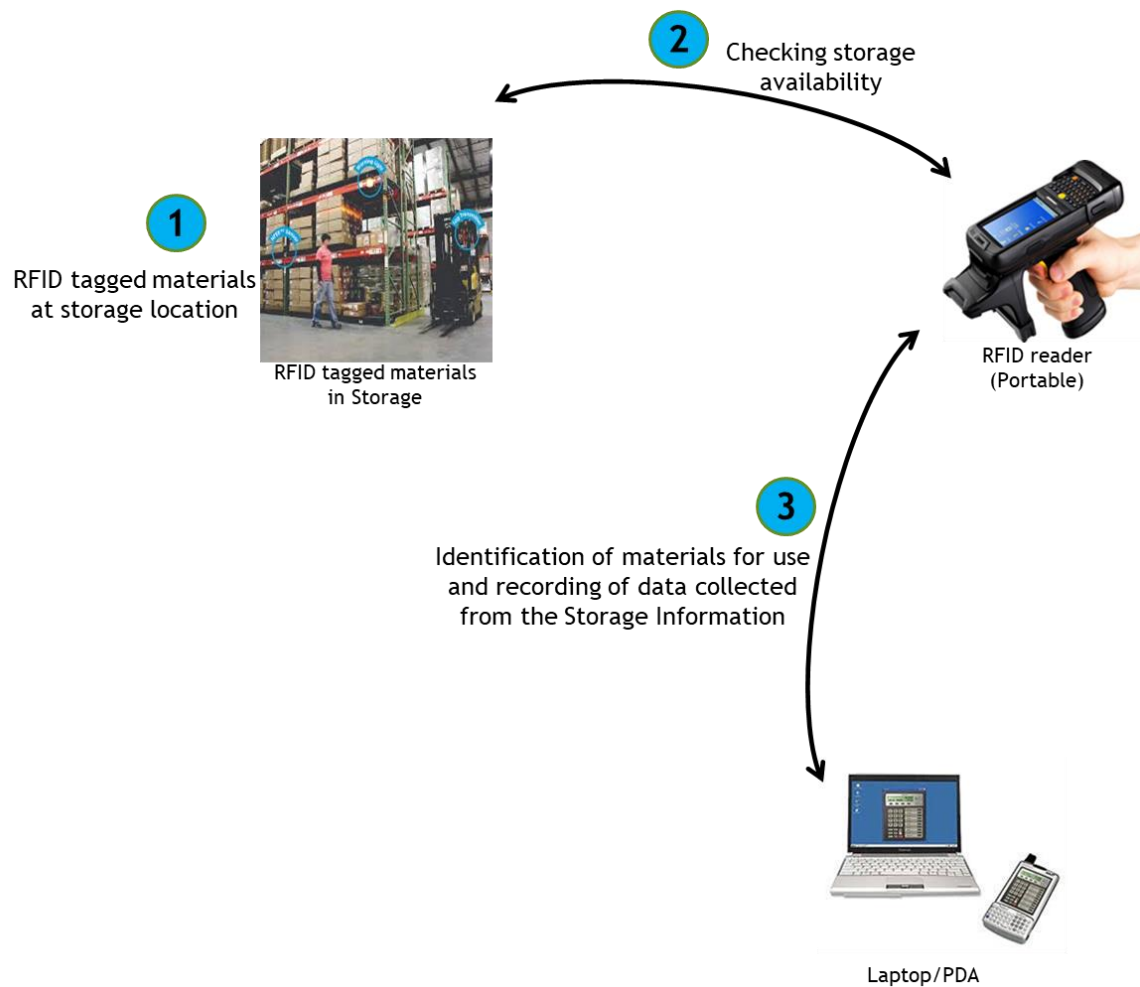 2
Checking storage
availability
1
RFID tagged materials
at storage location
RFID tagged materials
in Storage
RFID reader
(Portable)
3
Identification of materials for use
and recording of data collected
from the Storage Information
Laptop/PDA